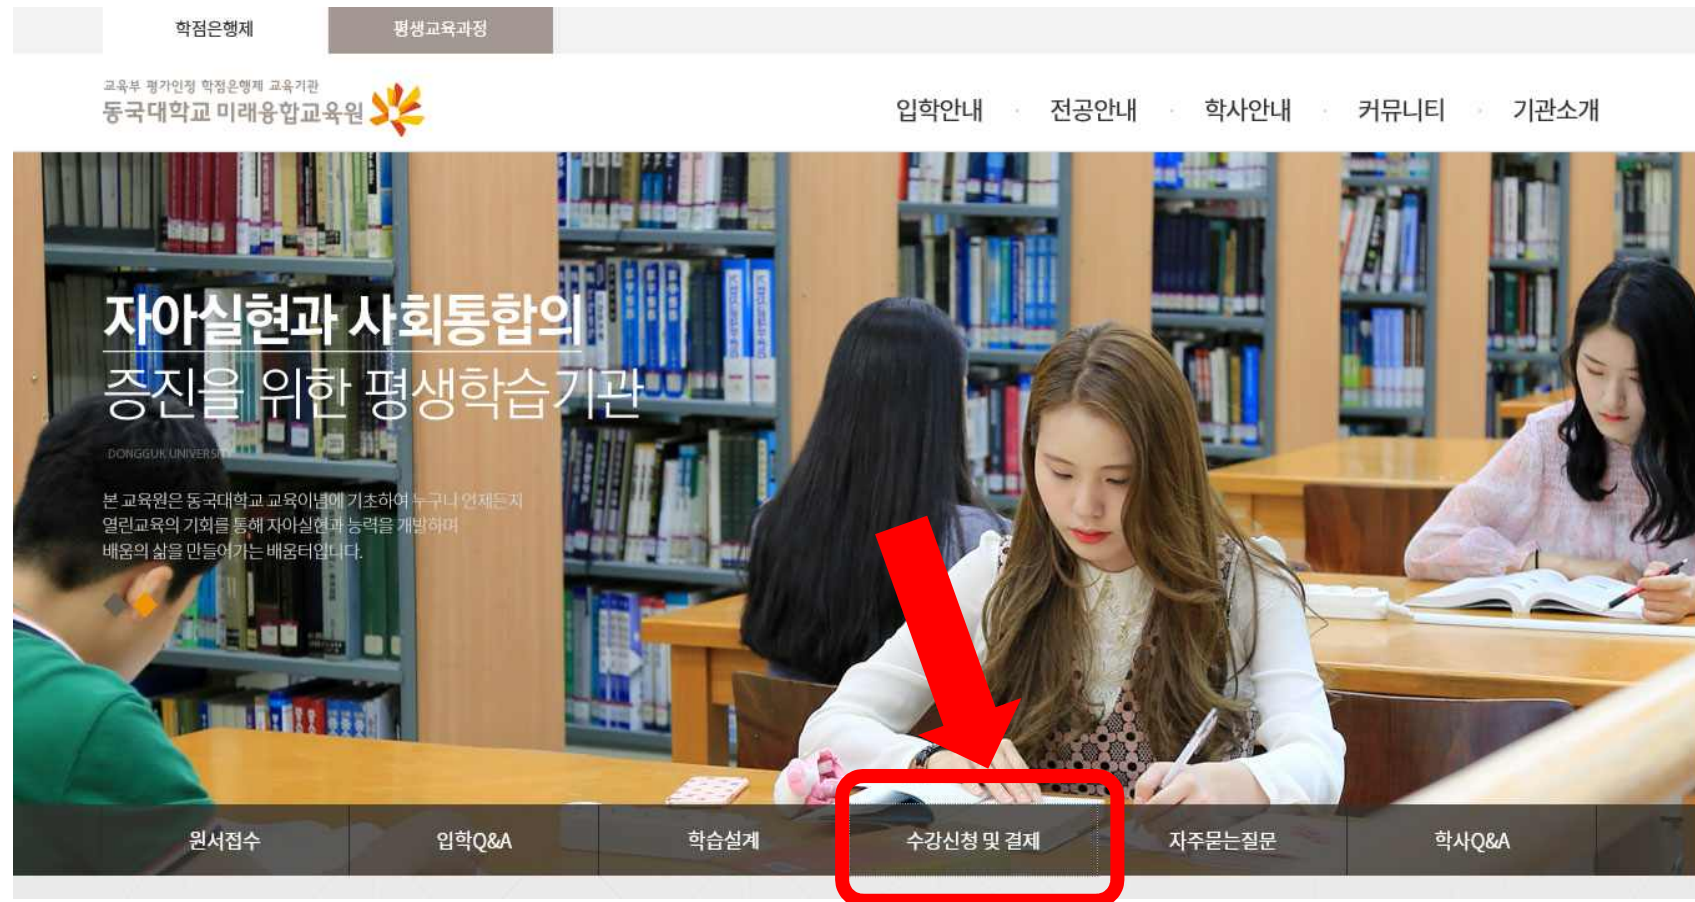 학점은행제
평생교육과정
교육부 평가인정 학점은행제 교육기관
동국대학교 미래융합교육원
입학안내 · 전공안내 · 학사안내 · 커뮤니티 · 기관소개
자아실현과 사회통합의
증진을 위한 평생학습기관
DONGGUK UNIVERSITY
본 교육원은 동국대학교 교육이념에 기초하여 누구나 언제든지
열린교육의 기회를 통해 자아실현과 능력을 개발하며
배움의 삶을 만들어가는 배움터입니다.
원서접수
입학Q&A
학습설계
수강신청 및 결제
자주묻는질문
학사Q&A